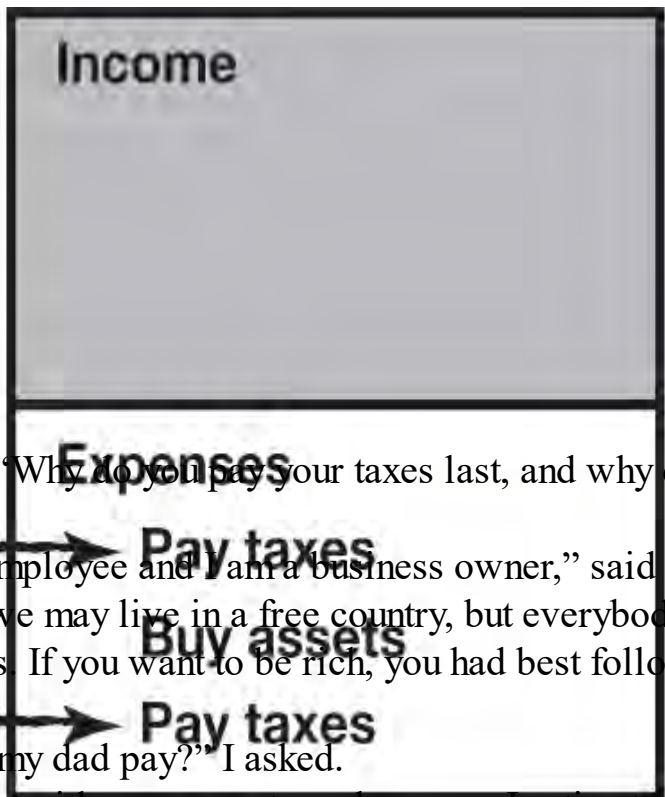 Income
Expenses
“Why do you pay your taxes last, and why
Pay taxes
mployee and I am a business owner,” said
ve may live in a free country, but everybod
Buy assets
s. If you want to be rich, you had best follo
Pay taxes
my dad pay?” I asked.